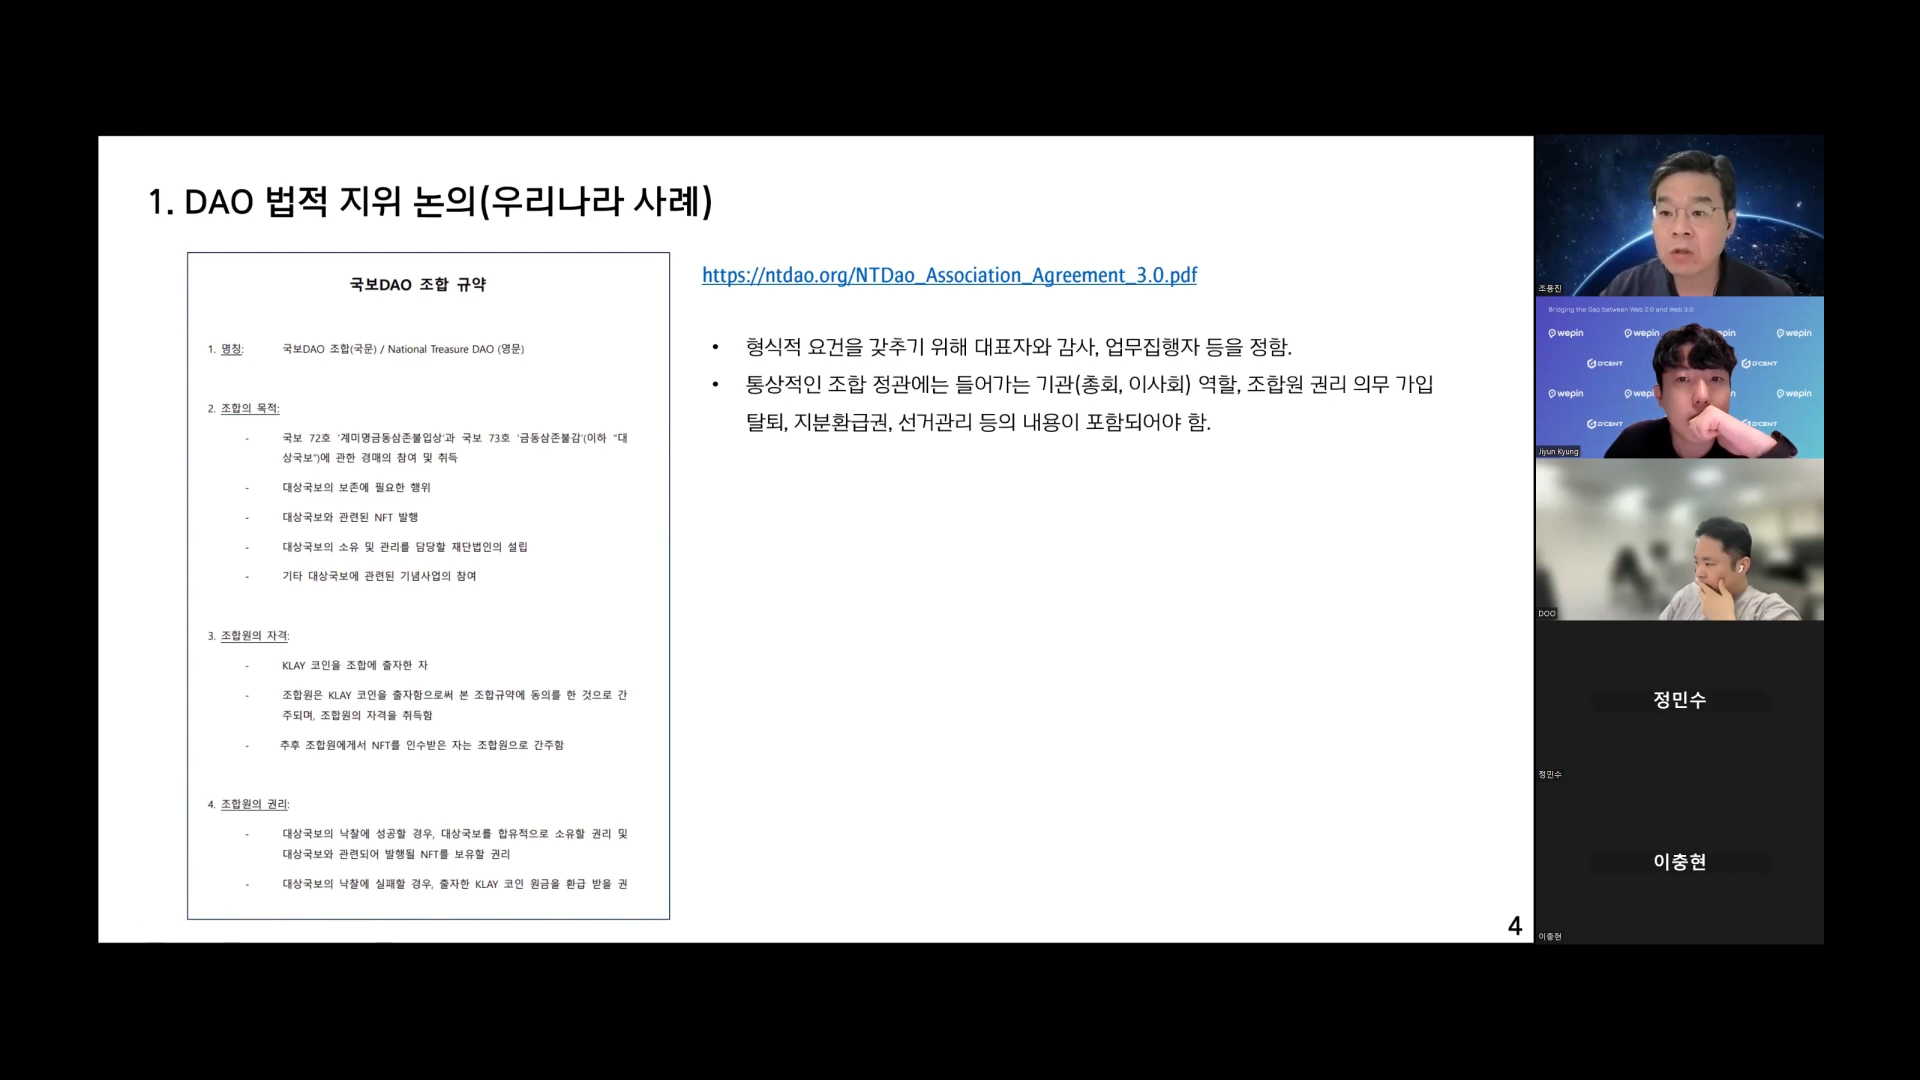 1. DAO 법적 지위 논의(우리나라 사례)
국보DAO 조합 규약
1. 명칭: 국보DAO 조합(국문) / National Treasure DAO (영문)
2. 조합의 목적:
- 국보 72호 '계미명금동삼존불입상'과 국보 73호 '금동삼존불감'(이하 "대
상국보")에 관한 경매의 참여 및 취득
- 대상국보의 보존에 필요한 행위
- 대상국보와 관련된 NFT 발행
- 대상국보의 소유 및 관리를 담당할 재단법인의 설립
- 기타 대상국보에 관련된 기념사업의 참여
3. 조합원의 자격:
- KLAY 코인을 조합에 출자한 자
- 조합원은 KLAY 코인을 출자함으로써 본 조합규약에 동의를 한 것으로 간
주되며, 조합원의 자격을 취득함
- 추후 조합원에게서 NFT를 인수받은 자는 조합원으로 간주함
4. 조합원의 권리:
- 대상국보의 낙찰에 성공할 경우, 대상국보를 합유적으로 소유할 권리 및
대상국보와 관련되어 발행될 NFT를 보유할 권리
- 대상국보의 낙찰에 실패할 경우, 출자한 KLAY 코인 원금을 환급 받을 권
https://ntdao.org/NTDao_Association_Agreement_3.0.pdf
• 형식적 요건을 갖추기 위해 대표자와 감사, 업무집행자 등을 정함.
• 통상적인 조합 정관에는 들어가는 기관(총회, 이사회) 역할, 조합원 권리 의무 가입
탈퇴, 지분환급권, 선거관리 등의 내용이 포함되어야 함.
4
조용진
Bridging the Gap between Web 2.0 and Web 3.0
wepin wepin pin wepin
D'CENT D'CENT
wepin wepi n wepin
D'CENT D'CENT
Jiyun Kyung
DOO
정민수
정민수
이충현
이충현